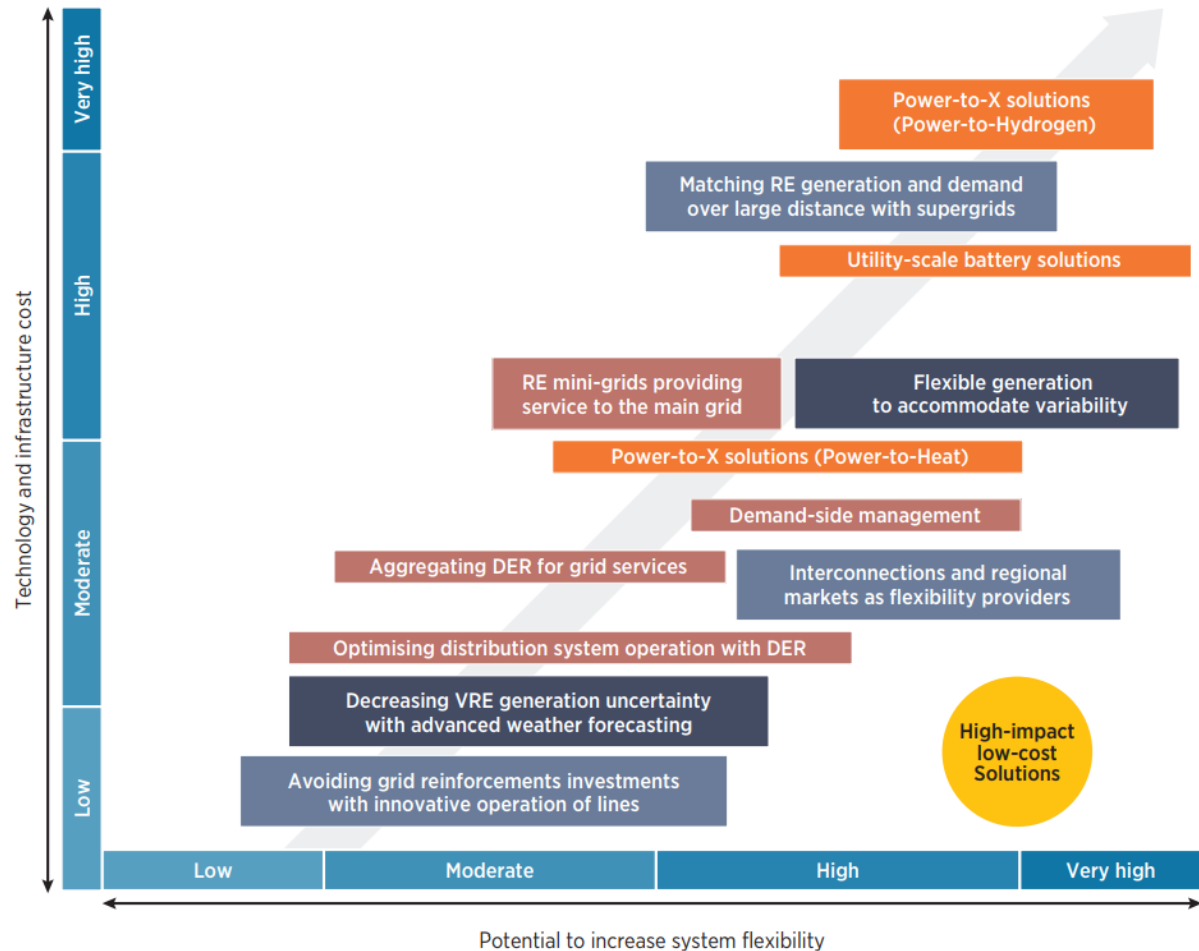 Very high
High
Moderate
Low
Technology and infrastructure cost
Power-to-X solutions
(Power-to-Hydrogen)
Matching RE generation and demand
over large distance with supergrids
Utility-scale battery solutions
RE mini-grids providing
service to the main grid
Flexible generation
to accommodate variability
Power-to-X solutions (Power-to-Heat)
Demand-side management
Aggregating DER for grid services
Interconnections and regional
markets as flexibility providers
Optimising distribution system operation with DER
Decreasing VRE generation uncertainty
with advanced weather forecasting
High-impact
low-cost
Solutions
Avoiding grid reinforcements investments
with innovative operation of lines
Low
Moderate
High
Very high
Potential to increase system flexibility